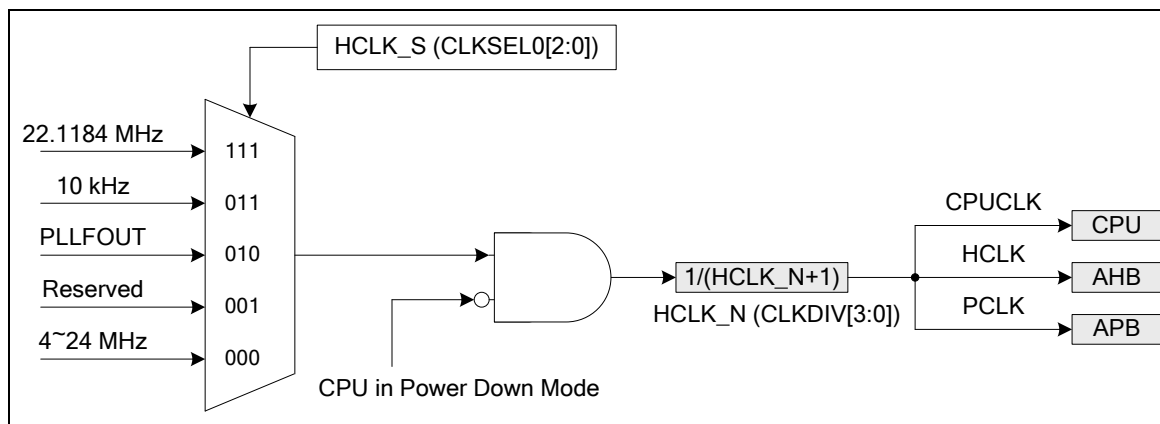 HCLK_S (CLKSEL0[2:0])
22.1184 MHz
111
10 kHz
011
PLLFOUT
010
Reserved
001
4~24 MHz
000
CPU in Power Down Mode
1/(HCLK_N+1)
HCLK_N (CLKDIV[3:0])
CPUCLK
CPU
HCLK
AHB
PCLK
APB